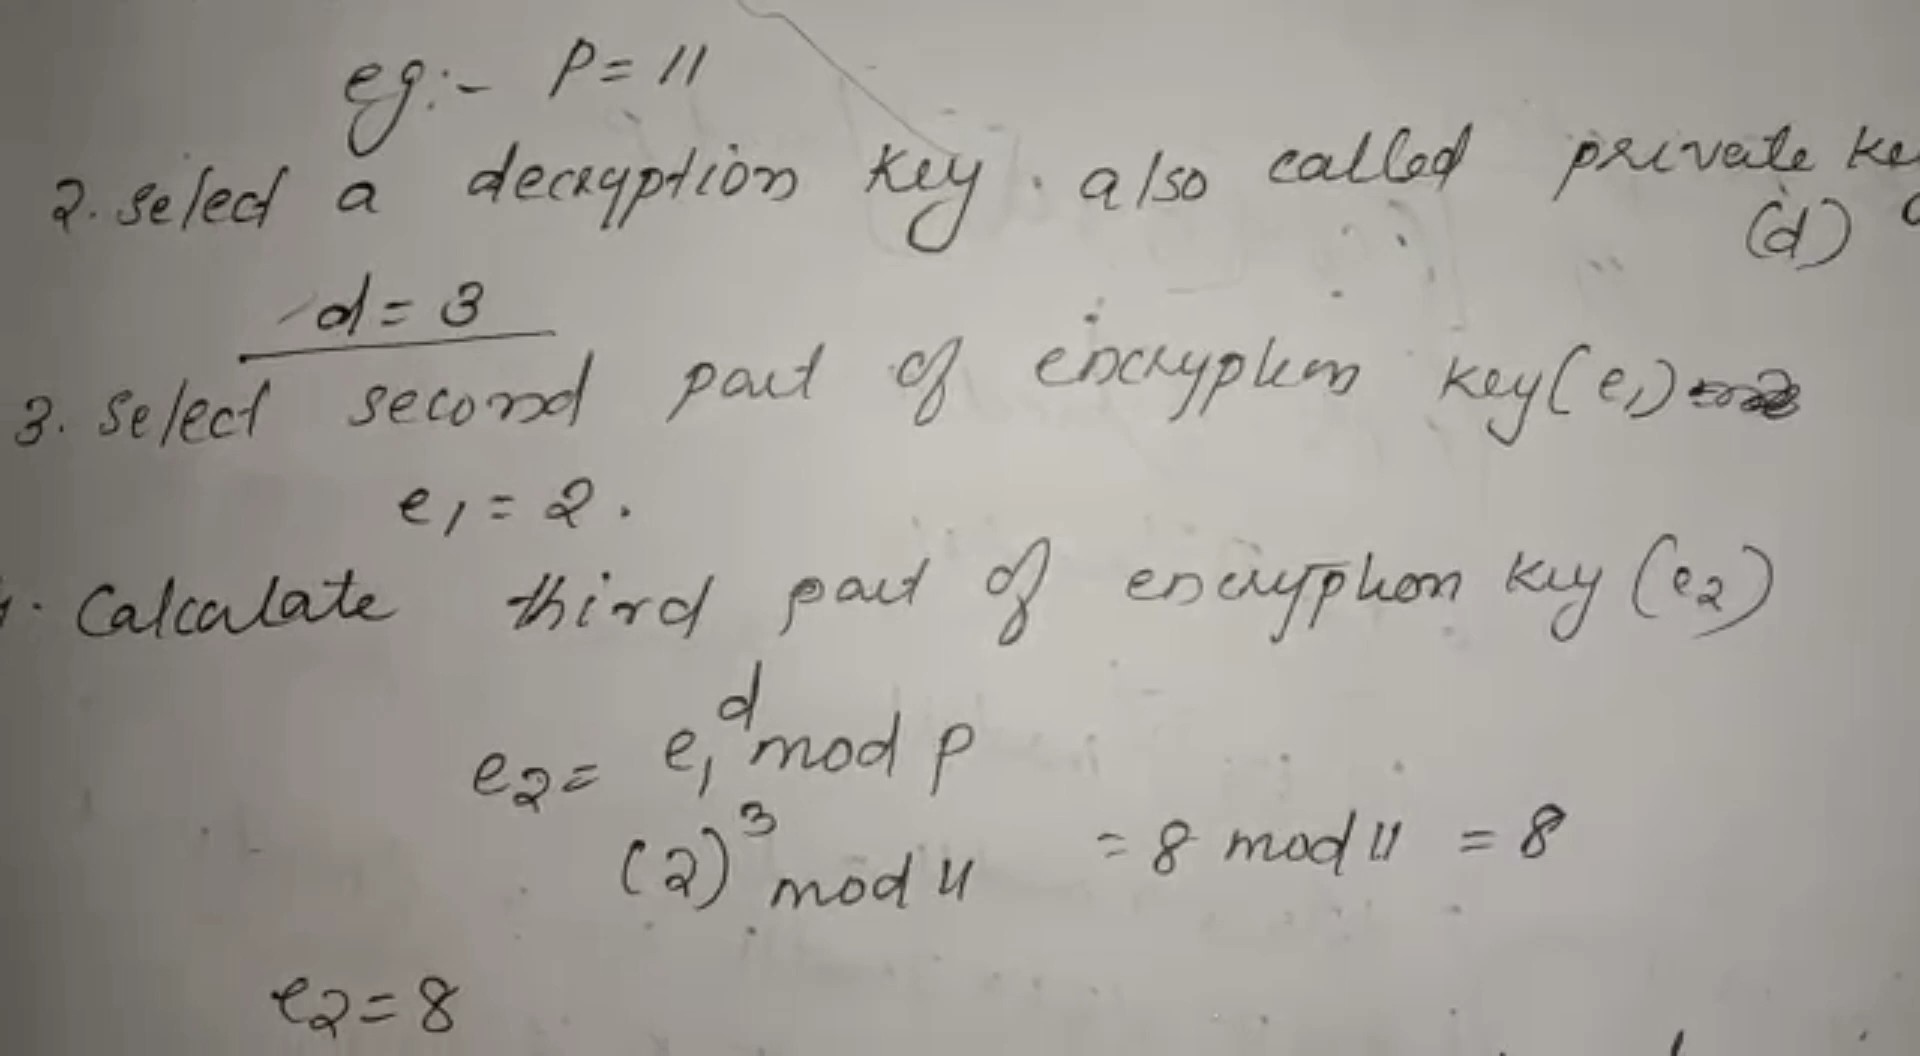 eg:- P = 11
2. select a decryption key. also called private ke
(d)
d = 3
3. select second part of encryption key (e1)
e1 = 2.
. Calculate third part of encryption key (e2)
e2 = e1^d mod p
(2)^3 mod 11 = 8 mod 11 = 8
e2 = 8